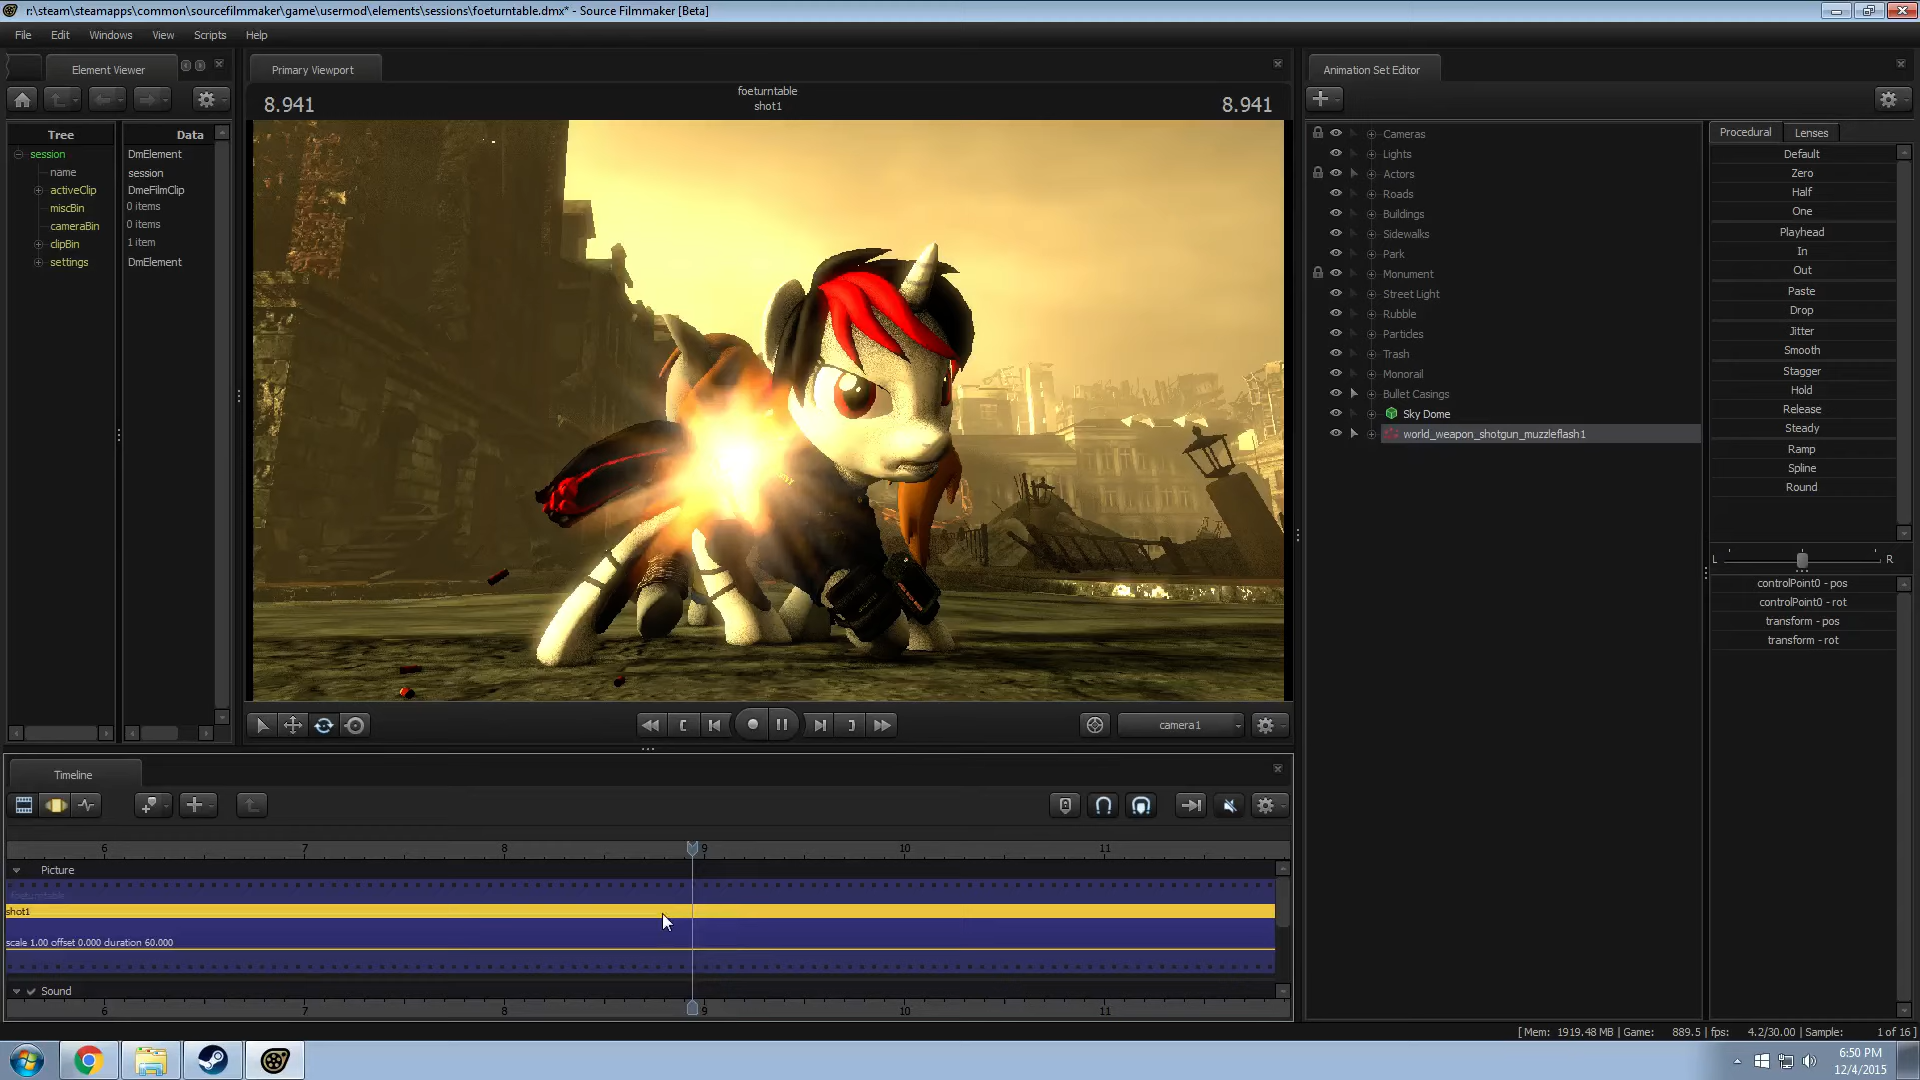 r:\steam\steamapps\common\sourcefilmmaker\game\usermod\elements\sessions\foeturntable.dmx* - Source Filmmaker [Beta]
File Edit Windows View Scripts Help
Element Viewer
Primary Viewport
Animation Set Editor
8.941
foeturntable
shot1
8.941
Tree
Data
session DmElement
name session
activeClip DmeFilmClip
miscBin 0 items
cameraBin 0 items
clipBin 1 item
settings DmElement
Cameras
Lights
Actors
Roads
Buildings
Sidewalks
Park
Monument
Street Light
Rubble
Particles
Trash
Monorail
Bullet Casings
Sky Dome
world_weapon_shotgun_muzzleflash1
Procedural Lenses
Default
Zero
Half
One
Playhead
In
Out
Paste
Drop
Jitter
Smooth
Stagger
Hold
Release
Steady
Ramp
Spline
Round
L R
controlPoint0 - pos
controlPoint0 - rot
transform - pos
transform - rot
camera1
Timeline
6 7 8 9 10 11
Picture
shot1
scale 1.00 offset 0.000 duration 60.000
Sound
6 7 8 9 10 11
[ Mem: 1919.48 MB | Game: 889.5 | fps: 4.2/30.00 | Sample: 1 of 16 ]
6:50 PM
12/4/2015